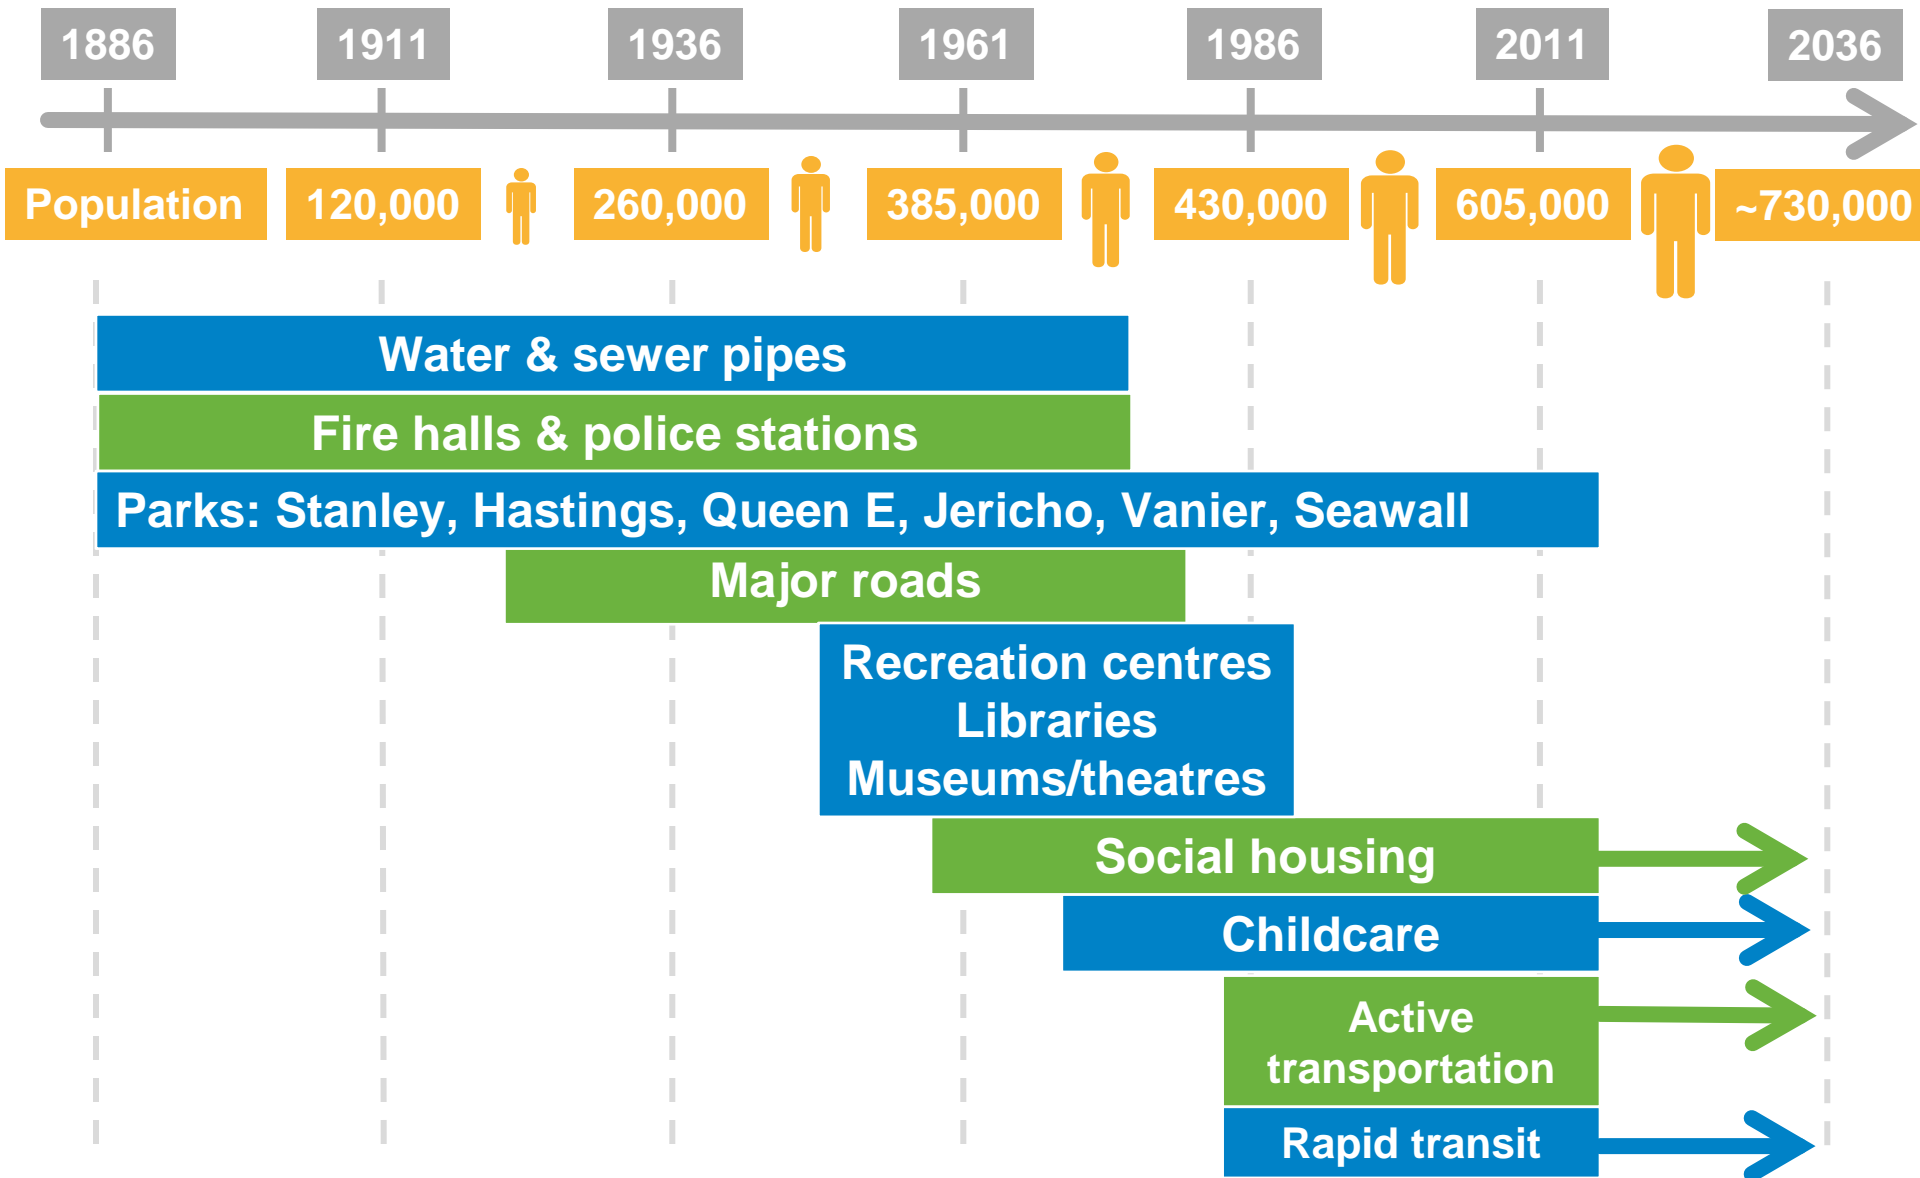 1886 1911 1936 1961 1986 2011 2036
Population 120,000 260,000 385,000 430,000 605,000 ~730,000
Water & sewer pipes
Fire halls & police stations
Parks: Stanley, Hastings, Queen E, Jericho, Vanier, Seawall
Major roads
Recreation centres
Libraries
Museums/theatres
Social housing
Childcare
Active
transportation
Rapid transit